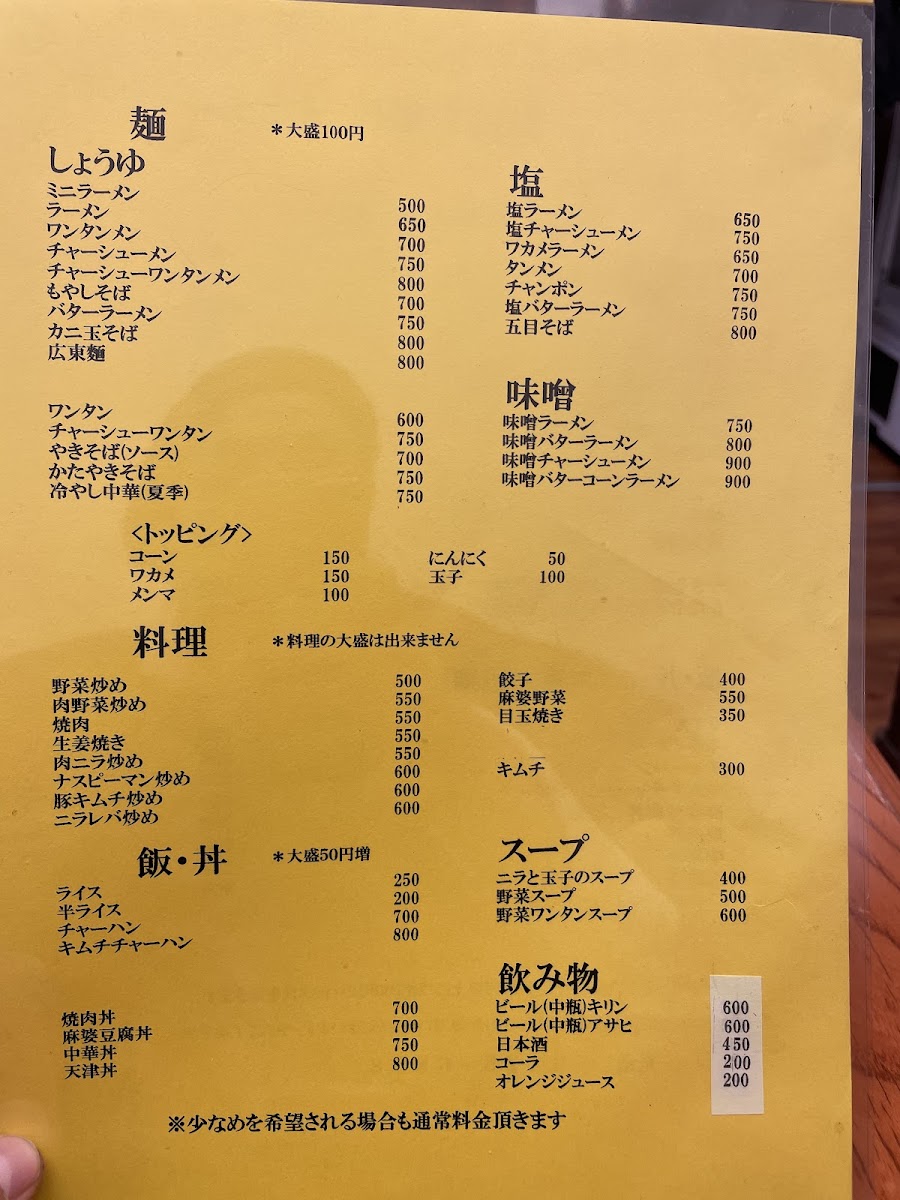 麺 ＊大盛100円
しょうゆ
ミニラーメン 500
ラーメン 650
ワンタンメン 700
チャーシューメン 750
チャーシューワンタンメン 800
もやしそば 700
バターラーメン 750
カニ玉そば 800
広東麵 800
ワンタン 600
チャーシューワンタン 750
やきそば(ソース) 700
かたやきそば 750
冷やし中華(夏季) 750
塩
塩ラーメン 650
塩チャーシューメン 750
ワカメラーメン 650
タンメン 700
チャンポン 750
塩バターラーメン 750
五目そば 800
味噌
味噌ラーメン 750
味噌バターラーメン 800
味噌チャーシューメン 900
味噌バターコーンラーメン 900
<トッピング>
コーン 150 にんにく 50
ワカメ 150 玉子 100
メンマ 100
料理 ＊料理の大盛は出来ません
野菜炒め 500
肉野菜炒め 550
焼肉 550
生姜焼き 550
肉ニラ炒め 550
ナスピーマン炒め 600
豚キムチ炒め 600
ニラレバ炒め 600
餃子 400
麻婆野菜 550
目玉焼き 350
キムチ 300
飯・丼 ＊大盛50円増
ライス 250
半ライス 200
チャーハン 700
キムチチャーハン 800
焼肉丼 700
麻婆豆腐丼 700
中華丼 750
天津丼 800
スープ
ニラと玉子のスープ 400
野菜スープ 500
野菜ワンタンスープ 600
飲み物
ビール(中瓶)キリン 600
ビール(中瓶)アサヒ 600
日本酒 450
コーラ 200
オレンジジュース 200
※少なめを希望される場合も通常料金頂きます